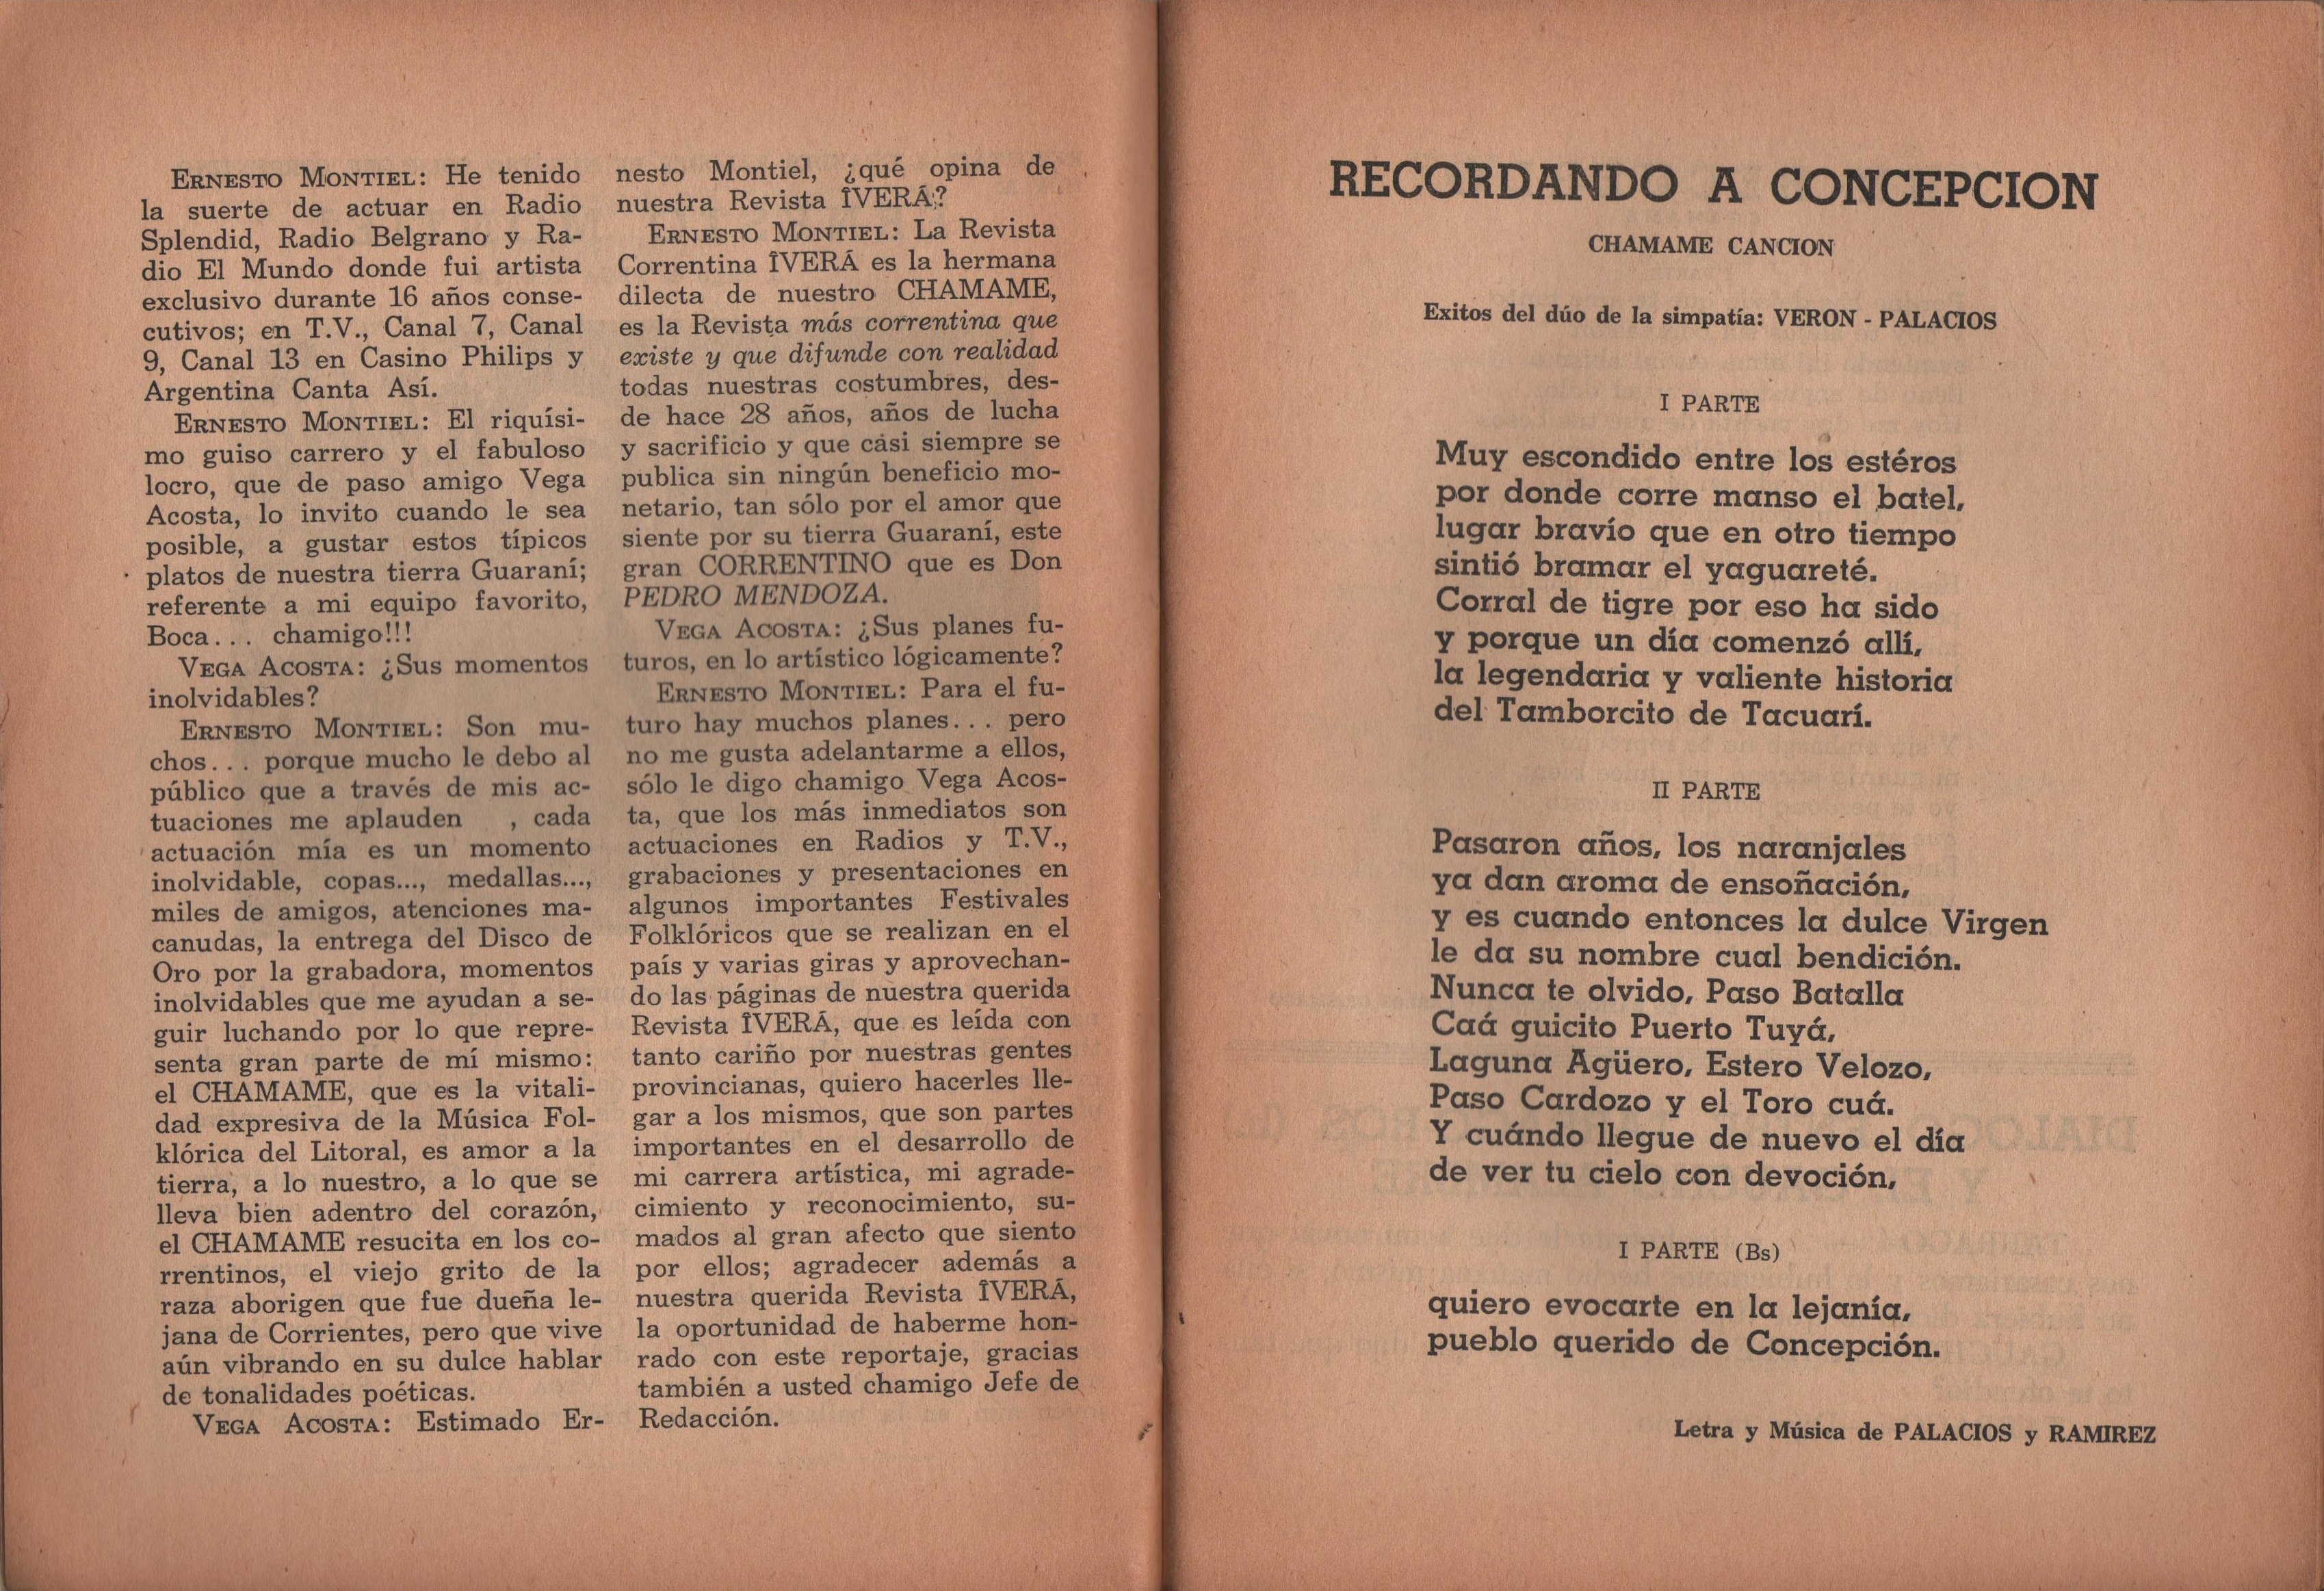 ERNESTO MONTIEL: He tenido
la suerte de actuar en Radio
Splendid, Radio Belgrano y Ra-
dio El Mundo donde fui artista
exclusivo durante 16 años conse-
cutivos; en T.V., Canal 7, Canal
9, Canal 13 en Casino Philips y
Argentina Canta Así.
ERNESTO MONTIEL: El riquísi-
mo guiso carrero y el fabuloso
locro, que de paso amigo Vega
Acosta, lo invito cuando le sea
posible, a gustar estos típicos
platos de nuestra tierra Guaraní;
referente a mi equipo favorito,
Boca... chamigo!!!
VEGA ACOSTA: ¿Sus momentos
inolvidables?
ERNESTO MONTIEL: Son mu-
chos... porque mucho le debo al
público que a través de mis ac-
tuaciones me aplauden , cada
actuación mía es un momento
inolvidable, copas..., medallas...,
miles de amigos, atenciones ma-
canudas, la entrega del Disco de
Oro por la grabadora, momentos
inolvidables que me ayudan a se-
guir luchando por lo que repre-
senta gran parte de mí mismo:
el CHAMAME, que es la vitali-
dad expresiva de la Música Fol-
klórica del Litoral, es amor a la
tierra, a lo nuestro, a lo que se
lleva bien adentro del corazón,
el CHAMAME resucita en los co-
rrentinos, el viejo grito de la
raza aborigen que fue dueña le-
jana de Corrientes, pero que vive
aún vibrando en su dulce hablar
de tonalidades poéticas.
VEGA ACOSTA: Estimado Er-
nesto Montiel, ¿qué opina de
nuestra Revista ÎVERÁ?
ERNESTO MONTIEL: La Revista
Correntina ÎVERÁ es la hermana
dilecta de nuestro CHAMAME,
es la Revista más correntina que
existe y que difunde con realidad
todas nuestras costumbres, des-
de hace 28 años, años de lucha
y sacrificio y que cási siempre se
publica sin ningún beneficio mo-
netario, tan sólo por el amor que
siente por su tierra Guaraní, este
gran CORRENTINO que es Don
PEDRO MENDOZA.
VEGA ACOSTA: ¿Sus planes fu-
turos, en lo artístico lógicamente?
ERNESTO MONTIEL: Para el fu-
turo hay muchos planes... pero
no me gusta adelantarme a ellos,
sólo le digo chamigo Vega Acos-
ta, que los más inmediatos son
actuaciones en Radios y T.V.,
grabaciones y presentaciones en
algunos importantes Festivales
Folklóricos que se realizan en el
país y varias giras y aprovechan-
do las páginas de nuestra querida
Revista ÎVERÁ, que es leída con
tanto cariño por nuestras gentes
provincianas, quiero hacerles lle-
gar a los mismos, que son partes
importantes en el desarrollo de
mi carrera artística, mi agrade-
cimiento y reconocimiento, su-
mados al gran afecto que siento
por ellos; agradecer además a
nuestra querida Revista ÎVERÁ,
la oportunidad de haberme hon-
rado con este reportaje, gracias
también a usted chamigo Jefe de
Redacción.
RECORDANDO A CONCEPCION
CHAMAME CANCION
Exitos del dúo de la simpatía: VERON - PALACIOS
I PARTE
Muy escondido entre los estéros
por donde corre manso el batel,
lugar bravío que en otro tiempo
sintió bramar el yaguareté.
Corral de tigre por eso ha sido
y porque un día comenzó allí,
la legendaria y valiente historia
del Tamborcito de Tacuarí.
II PARTE
Pasaron años, los naranjales
ya dan aroma de ensoñación,
y es cuando entonces la dulce Virgen
le da su nombre cual bendición.
Nunca te olvido, Paso Batalla
Caá guicito Puerto Tuyá,
Laguna Agüero, Estero Velozo,
Paso Cardozo y el Toro cuá.
Y cuándo llegue de nuevo el día
de ver tu cielo con devoción,
I PARTE (Bs)
quiero evocarte en la lejanía,
pueblo querido de Concepción.
Letra y Música de PALACIOS y RAMIREZ